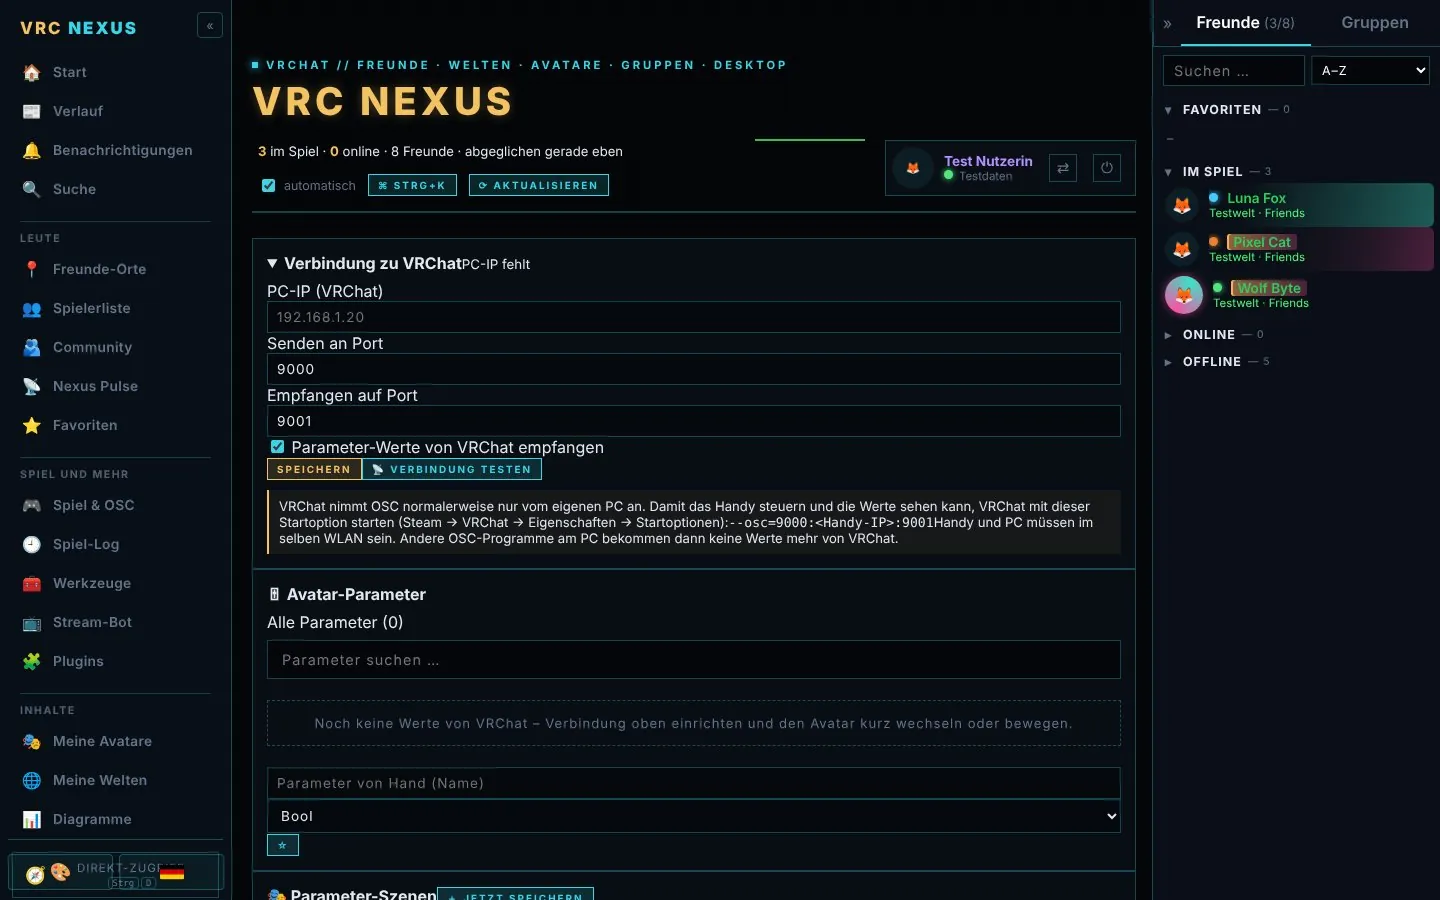 VRC NEXUS
«
Start
Verlauf
Benachrichtigungen
Suche
LEUTE
Freunde-Orte
Spielerliste
Community
Nexus Pulse
Favoriten
SPIEL UND MEHR
Spiel & OSC
Spiel-Log
Werkzeuge
Stream-Bot
Plugins
INHALTE
Meine Avatare
Meine Welten
Diagramme
Strg D
VRCHAT // FREUNDE · WELTEN · AVATARE · GRUPPEN · DESKTOP
VRC NEXUS
3 im Spiel · 0 online · 8 Freunde · abgeglichen gerade eben
automatisch
⌘ STRG+K
⟳ AKTUALISIEREN
Test Nutzerin
Testdaten
▼ Verbindung zu VRChatPC-IP fehlt
PC-IP (VRChat)
192.168.1.20
Senden an Port
9000
Empfangen auf Port
9001
Parameter-Werte von VRChat empfangen
SPEICHERN
VERBINDUNG TESTEN
VRChat nimmt OSC normalerweise nur vom eigenen PC an. Damit das Handy steuern und die Werte sehen kann, VRChat mit dieser
Startoption starten (Steam → VRChat → Eigenschaften → Startoptionen):--osc=9000:<Handy-IP>:9001Handy und PC müssen im
selben WLAN sein. Andere OSC-Programme am PC bekommen dann keine Werte mehr von VRChat.
Avatar-Parameter
Alle Parameter (0)
Parameter suchen …
Noch keine Werte von VRChat – Verbindung oben einrichten und den Avatar kurz wechseln oder bewegen.
Parameter von Hand (Name)
Bool
☆
Parameter-Szenen
JETZT SPEICHERN
»
Freunde (3/8)
Gruppen
Suchen …
A–Z
▼ FAVORITEN — 0
–
▼ IM SPIEL — 3
Luna Fox
Testwelt · Friends
Pixel Cat
Testwelt · Friends
Wolf Byte
Testwelt · Friends
► ONLINE — 0
► OFFLINE — 5